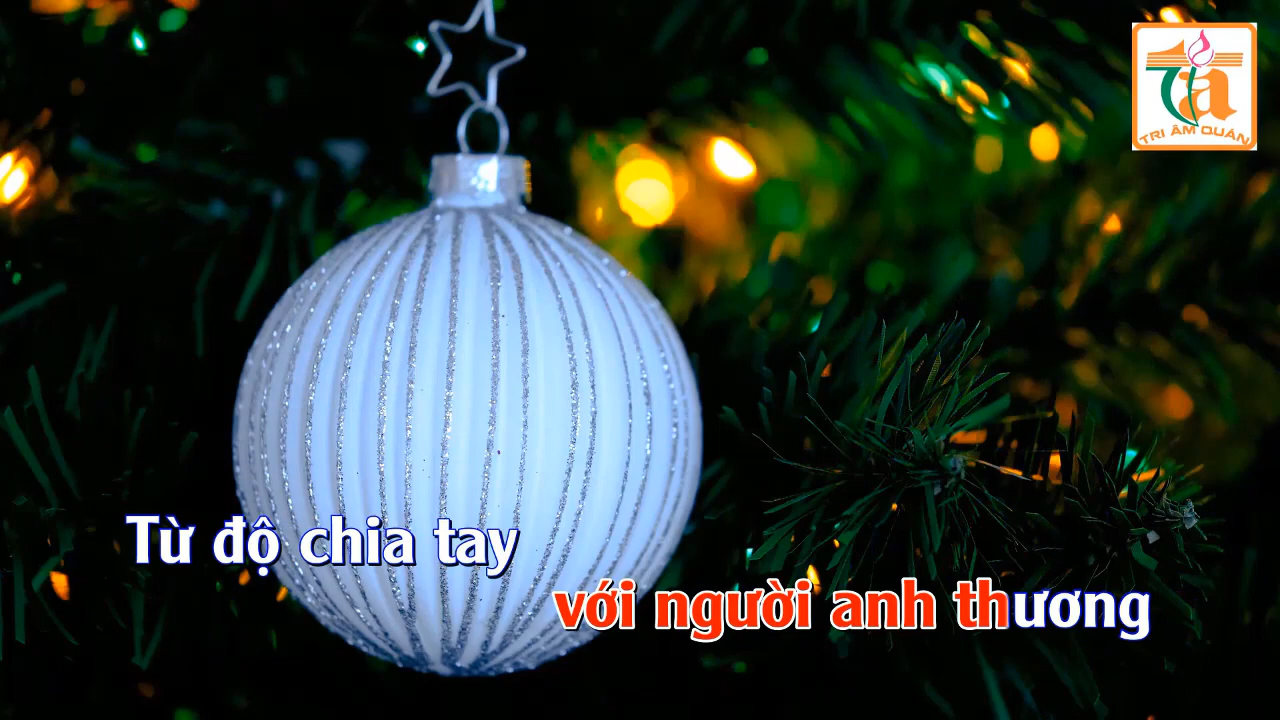 TRI ÂM QUÁN
Từ độ chia tay
với người anh thương